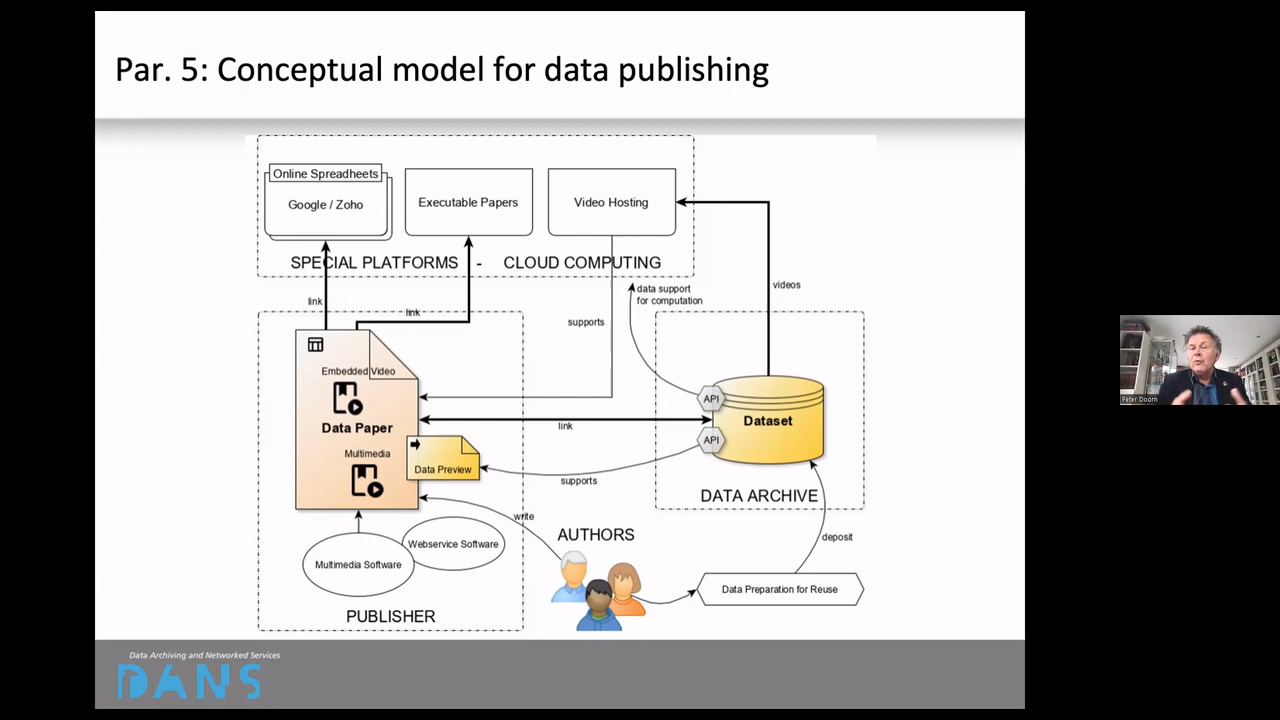 Par. 5: Conceptual model for data publishing
Online Spreadheets
Google / Zoho
Executable Papers
Video Hosting
SPECIAL PLATFORMS - CLOUD COMPUTING
link
link
supports
data support
for computation
videos
Embedded Video
Data Paper
Multimedia
Data Preview
link
supports
API
API
Dataset
DATA ARCHIVE
write
AUTHORS
deposit
Data Preparation for Reuse
Webservice Software
Multimedia Software
PUBLISHER
Data Archiving and Networked Services
DANS
Peter Doorn